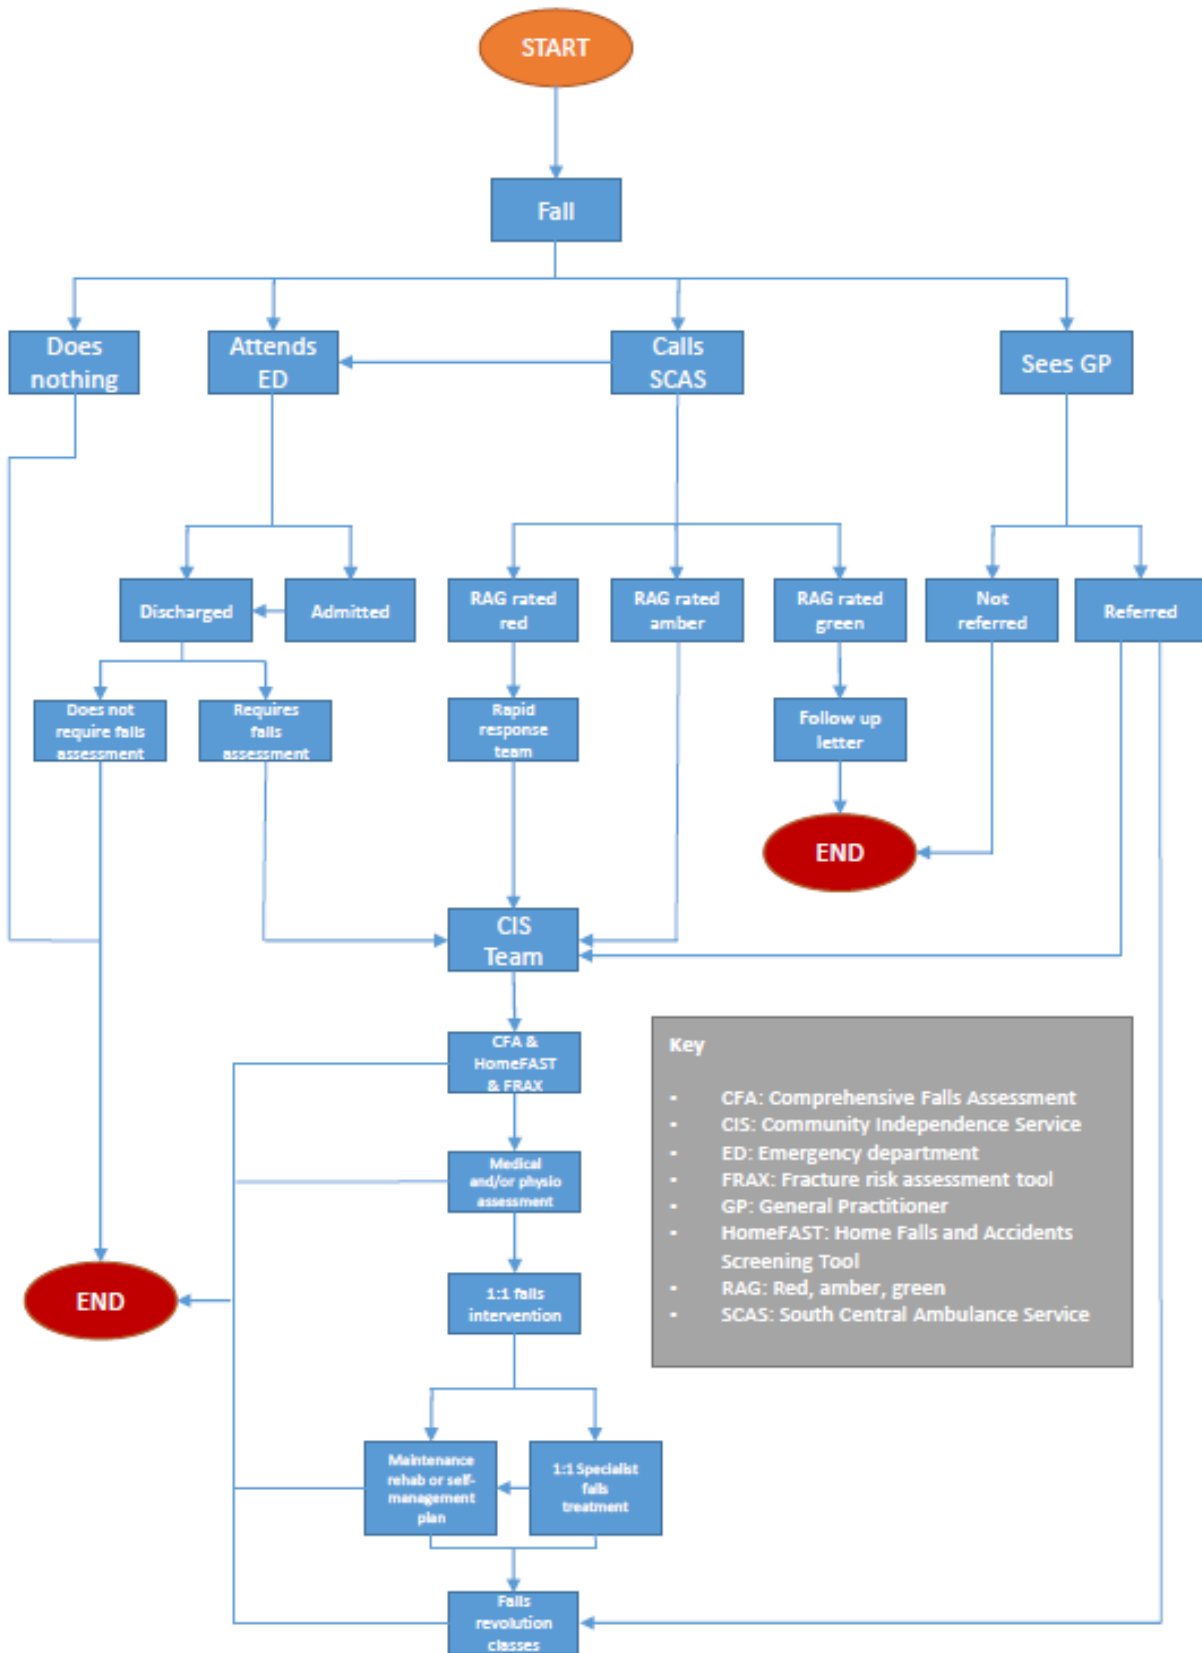 START
Fall
Does
nothing
Attends
ED
Calls
SCAS
Sees GP
Discharged
Admitted
RAG rated
red
RAG rated
amber
RAG rated
green
Not
referred
Referred
Does not
require falls
assessment
Requires
falls
assessment
Rapid
response
team
Follow up
letter
END
CIS
Team
CFA &
HomeFAST
& FRAX
Medical
and/or physio
assessment
1:1 falls
intervention
END
Maintenance
rehab or self-
management
plan
1:1 Specialist
falls
treatment
Falls
revolution
classes
Key
- CFA: Comprehensive Falls Assessment
- CIS: Community Independence Service
- ED: Emergency department
- FRAX: Fracture risk assessment tool
- GP: General Practitioner
- HomeFAST: Home Falls and Accidents
Screening Tool
- RAG: Red, amber, green
- SCAS: South Central Ambulance Service